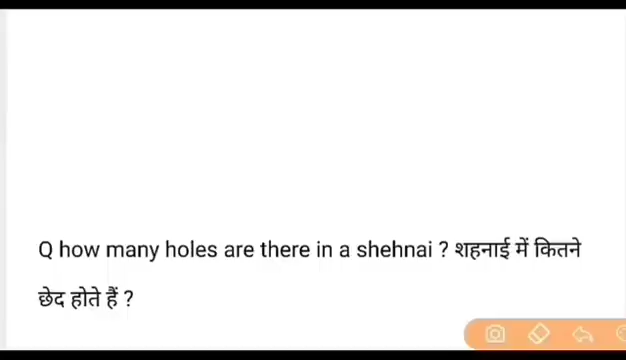 Q how many holes are there in a shehnai ? शहनाई में कितने
छेद होते हैं ?